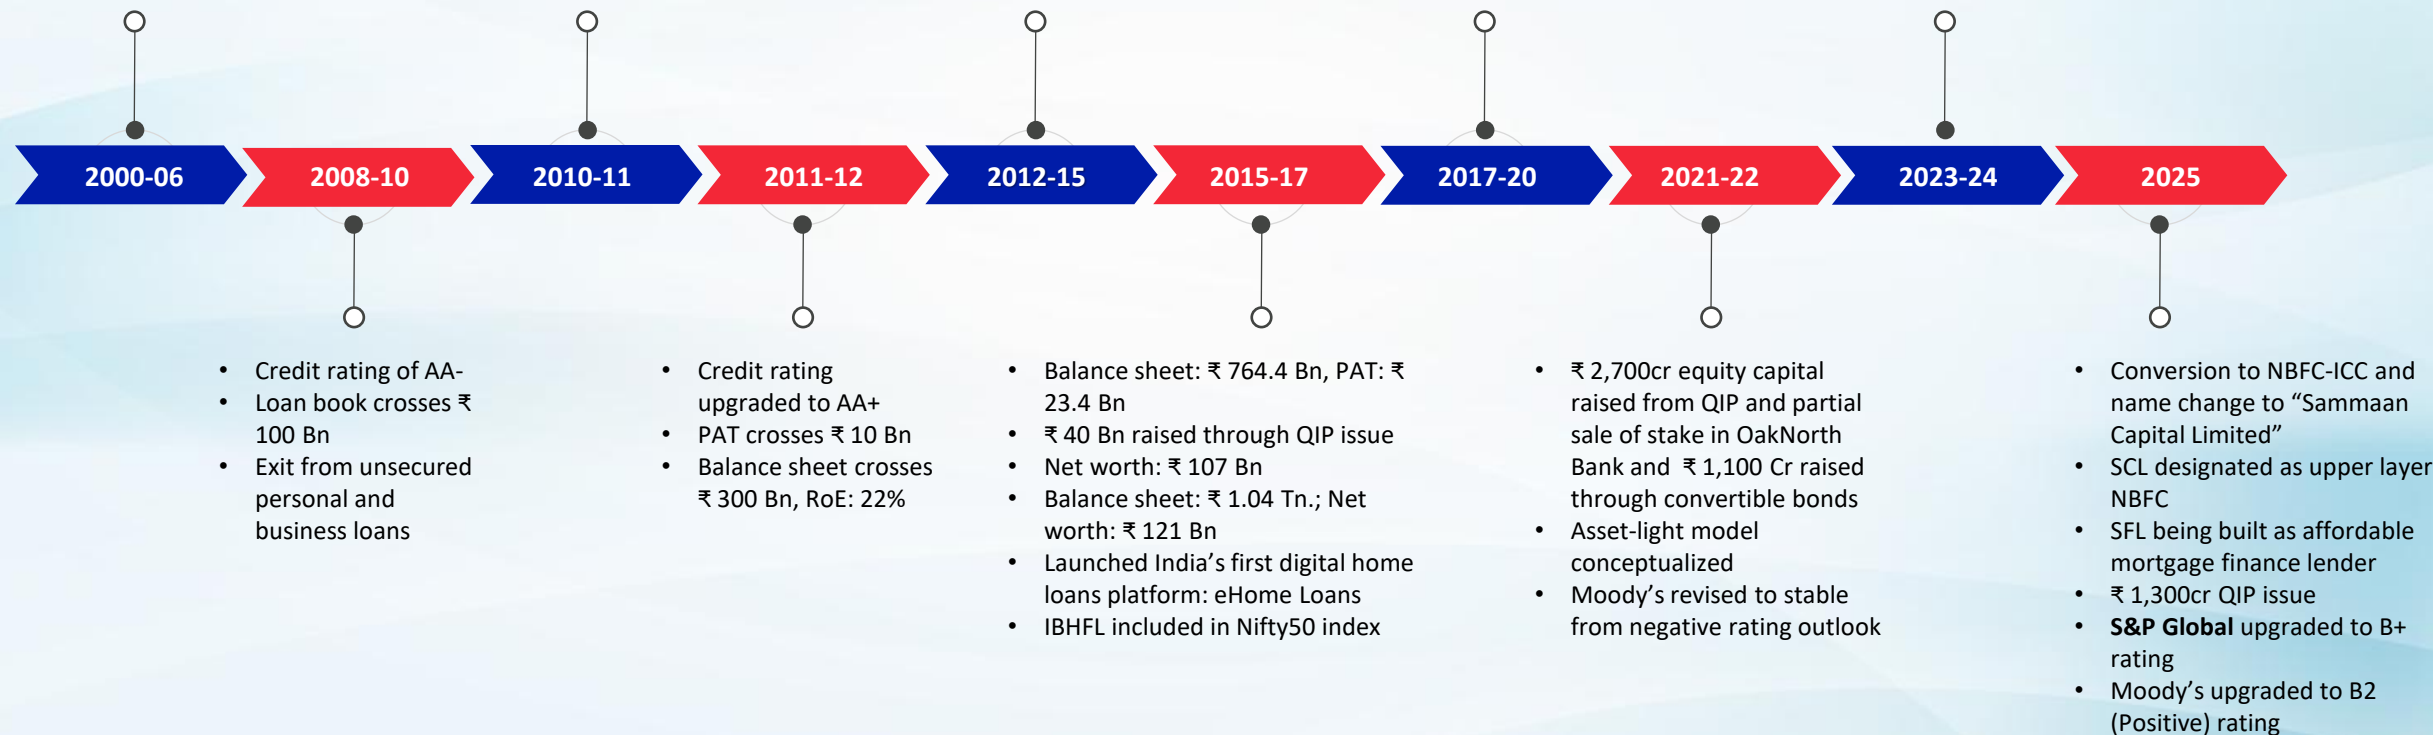 2000-06
2008-10
2010-11
2011-12
2012-15
2015-17
2017-20
2021-22
2023-24
2025
• Credit rating of AA-
• Loan book crosses ₹
100 Bn
• Exit from unsecured
personal and
business loans
• Credit rating
upgraded to AA+
• PAT crosses ₹ 10 Bn
• Balance sheet crosses
₹ 300 Bn, RoE: 22%
• Balance sheet: ₹ 764.4 Bn, PAT: ₹
23.4 Bn
• ₹ 40 Bn raised through QIP issue
• Net worth: ₹ 107 Bn
• Balance sheet: ₹ 1.04 Tn.; Net
worth: ₹ 121 Bn
• Launched India’s first digital home
loans platform: eHome Loans
• IBHFL included in Nifty50 index
• ₹ 2,700cr equity capital
raised from QIP and partial
sale of stake in OakNorth
Bank and ₹ 1,100 Cr raised
through convertible bonds
• Asset-light model
conceptualized
• Moody’s revised to stable
from negative rating outlook
• Conversion to NBFC-ICC and
name change to “Sammaan
Capital Limited”
• SCL designated as upper layer
NBFC
• SFL being built as affordable
mortgage finance lender
• ₹ 1,300cr QIP issue
• S&P Global upgraded to B+
rating
• Moody’s upgraded to B2
(Positive) rating